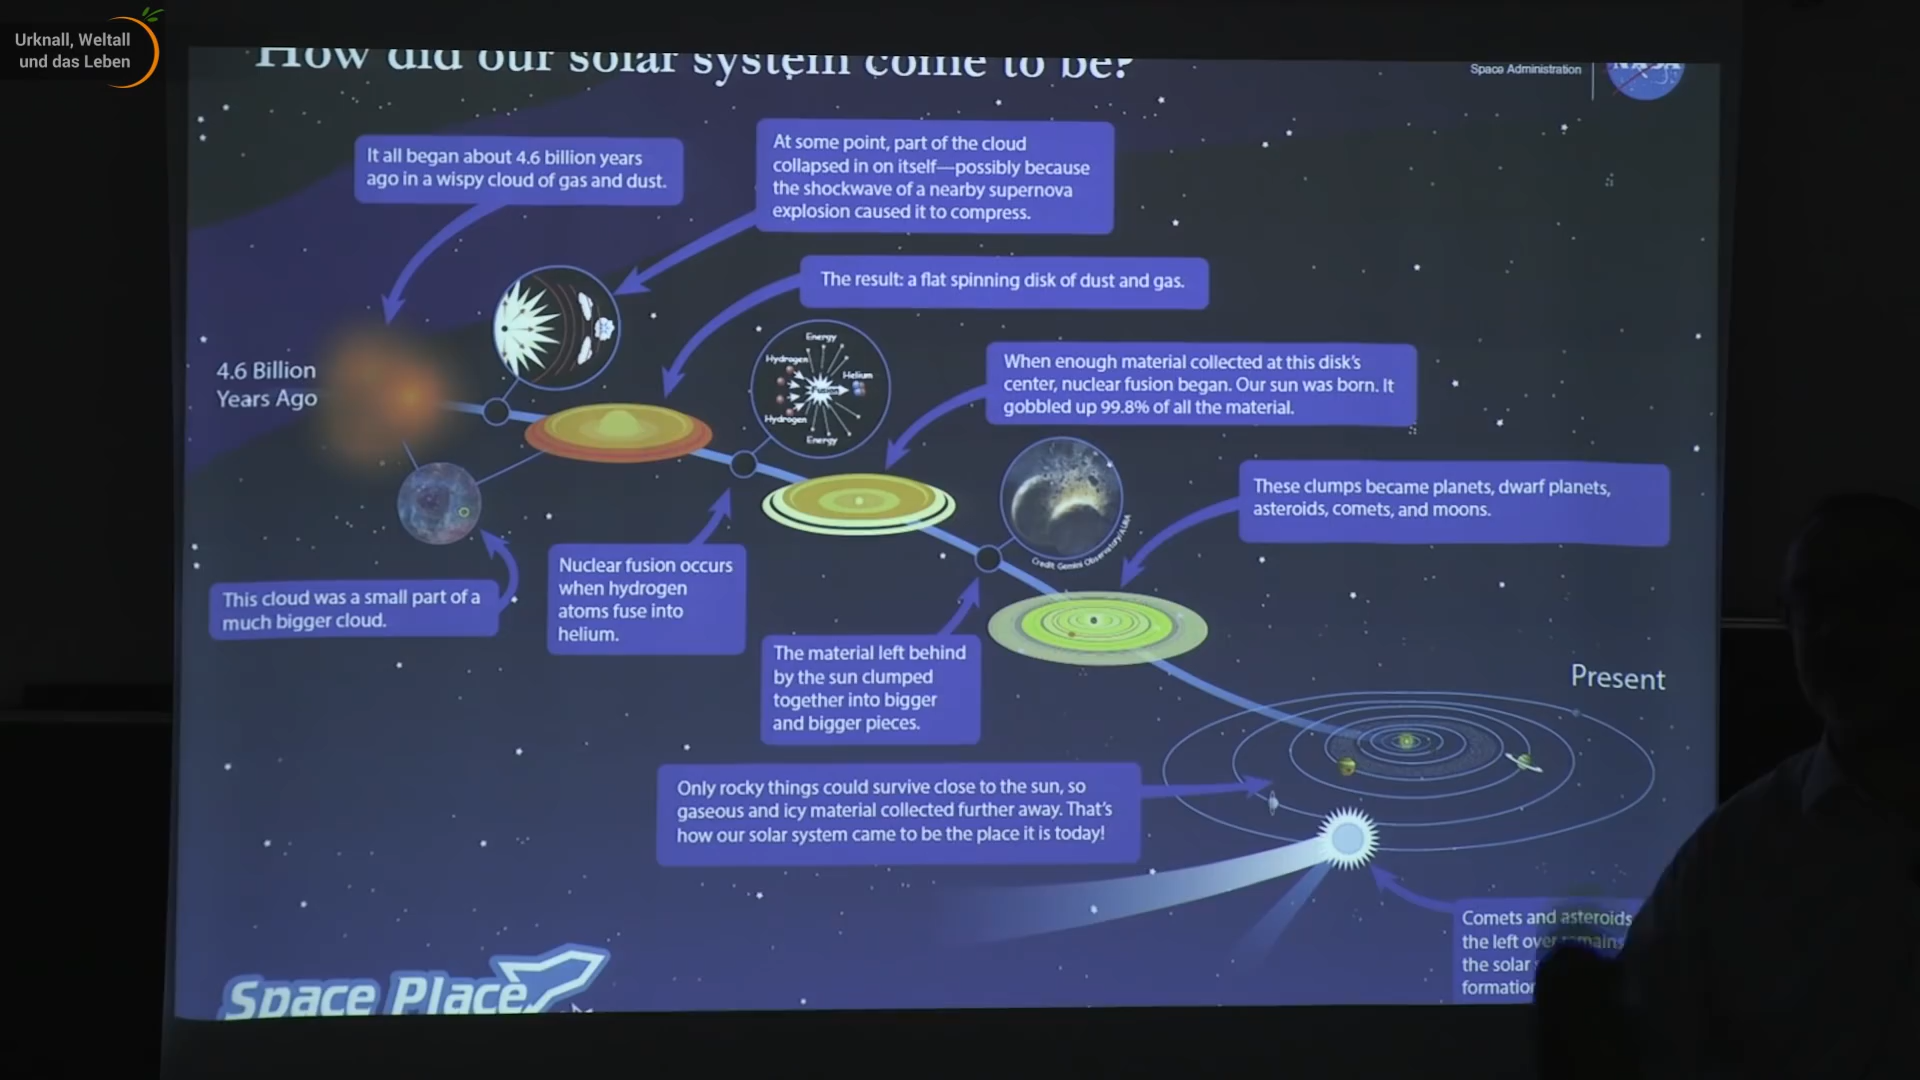 Urknall, Weltall
und das Leben
How did our solar system come to be?
Space Administration
NASA
It all began about 4.6 billion years
ago in a wispy cloud of gas and dust.
At some point, part of the cloud
collapsed in on itself—possibly because
the shockwave of a nearby supernova
explosion caused it to compress.
The result: a flat spinning disk of dust and gas.
4.6 Billion
Years Ago
Energy
Hydrogen
Helium
Fusion
Hydrogen
Energy
When enough material collected at this disk's
center, nuclear fusion began. Our sun was born. It
gobbled up 99.8% of all the material.
These clumps became planets, dwarf planets,
asteroids, comets, and moons.
Credit: Gemini Observatory/AURA
This cloud was a small part of a
much bigger cloud.
Nuclear fusion occurs
when hydrogen
atoms fuse into
helium.
The material left behind
by the sun clumped
together into bigger
and bigger pieces.
Present
Only rocky things could survive close to the sun, so
gaseous and icy material collected further away. That's
how our solar system came to be the place it is today!
Comets and asteroids
the left over remains
the solar
formation
Space Place